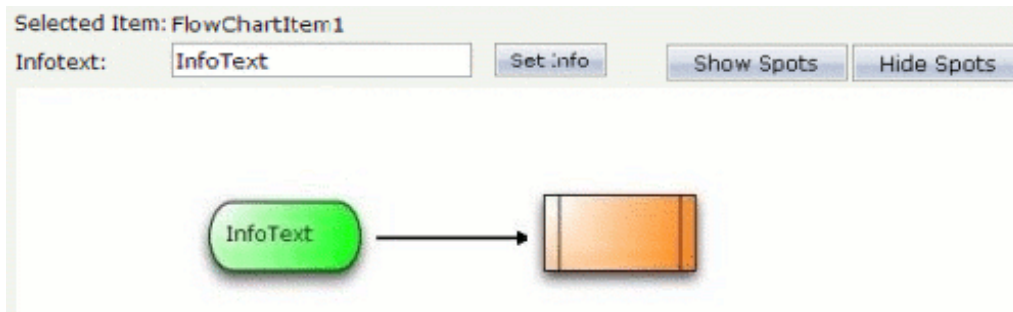 Selected Item: FlowChartItem1
Infotext: InfoText Set Info Show Spots Hide Spots
InfoText